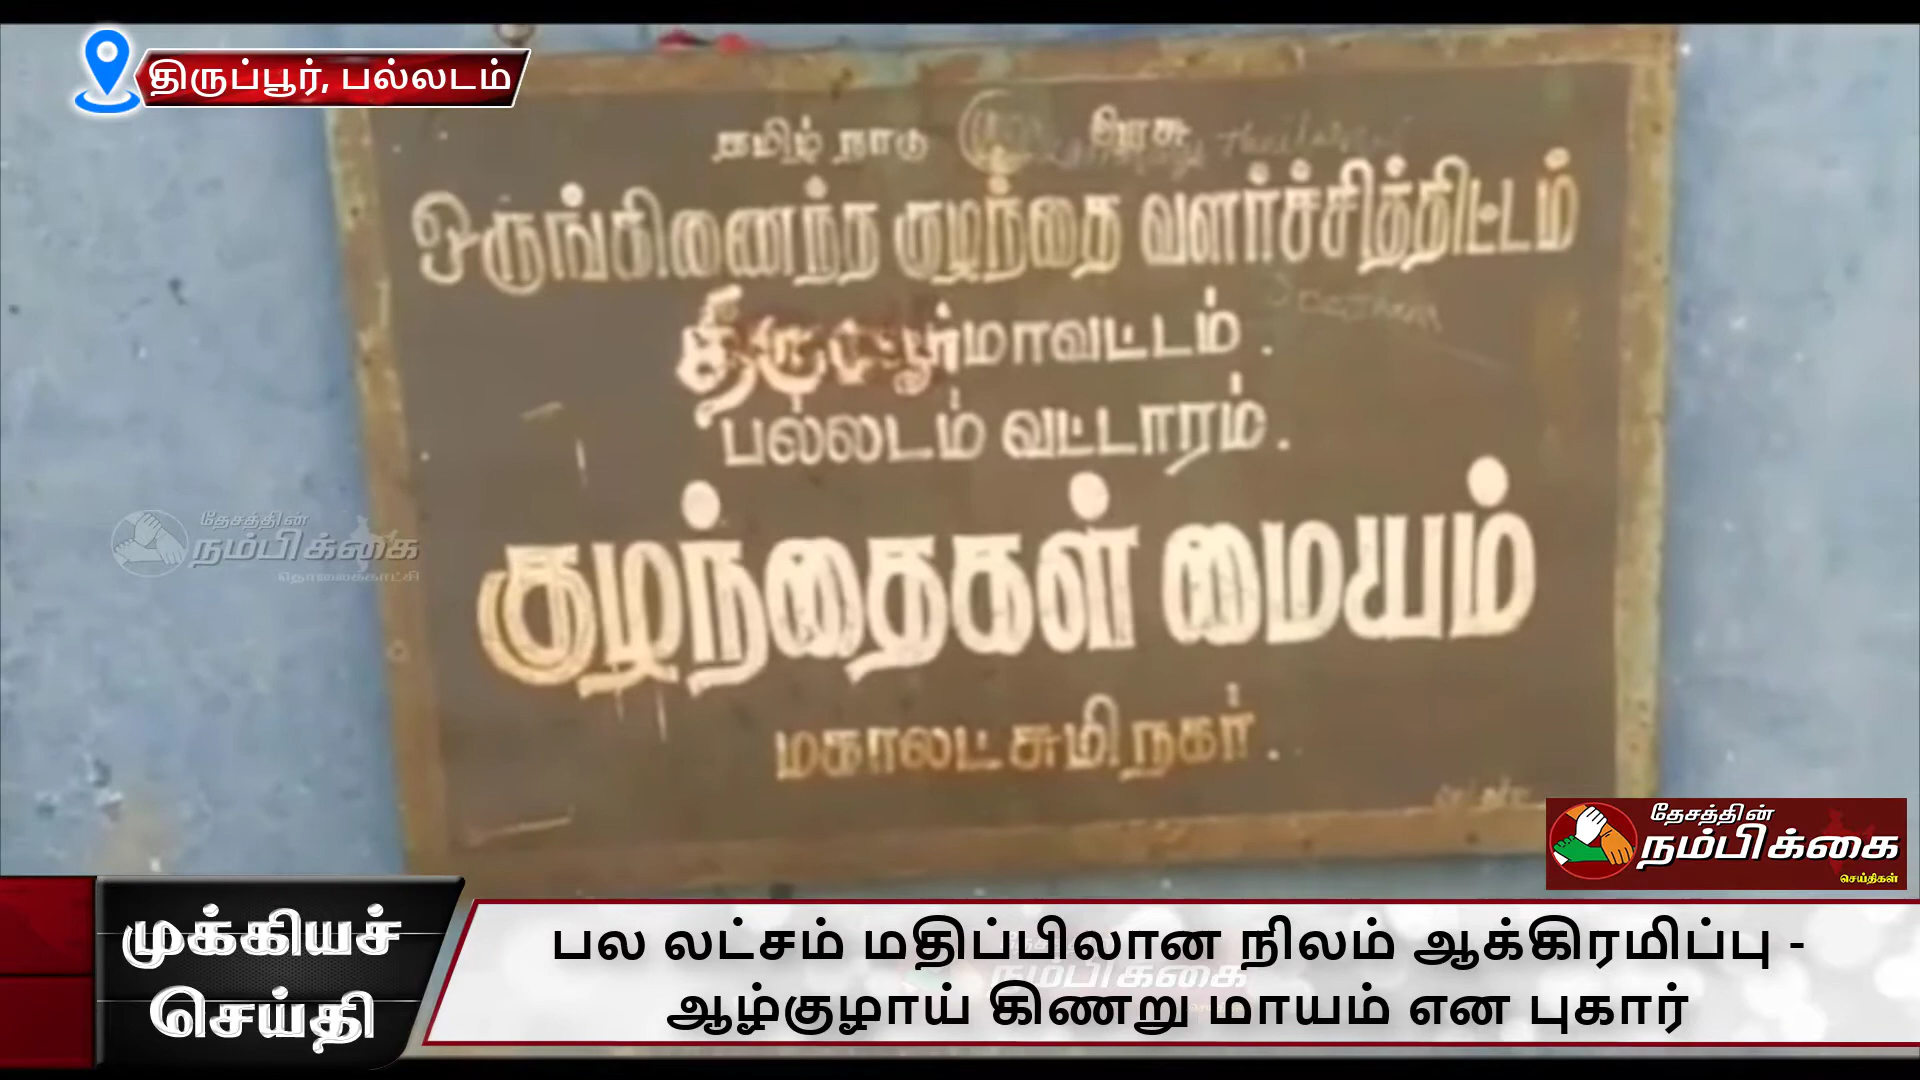 திருப்பூர், பல்லடம்
தமிழ் நாடு அரசு
ஒருங்கிணைந்த குழந்தை வளர்ச்சித்திட்டம்
திருப்பூர் மாவட்டம்.
பல்லடம் வட்டாரம்.
குழந்தைகள் மையம்
மகாலட்சுமி நகர்.
தேசத்தின்
நம்பிக்கை
தொலைக்காட்சி
தேசத்தின்
நம்பிக்கை
செய்திகள்
முக்கியச்
செய்தி
பல லட்சம் மதிப்பிலான நிலம் ஆக்கிரமிப்பு -
ஆழ்குழாய் கிணறு மாயம் என புகார்